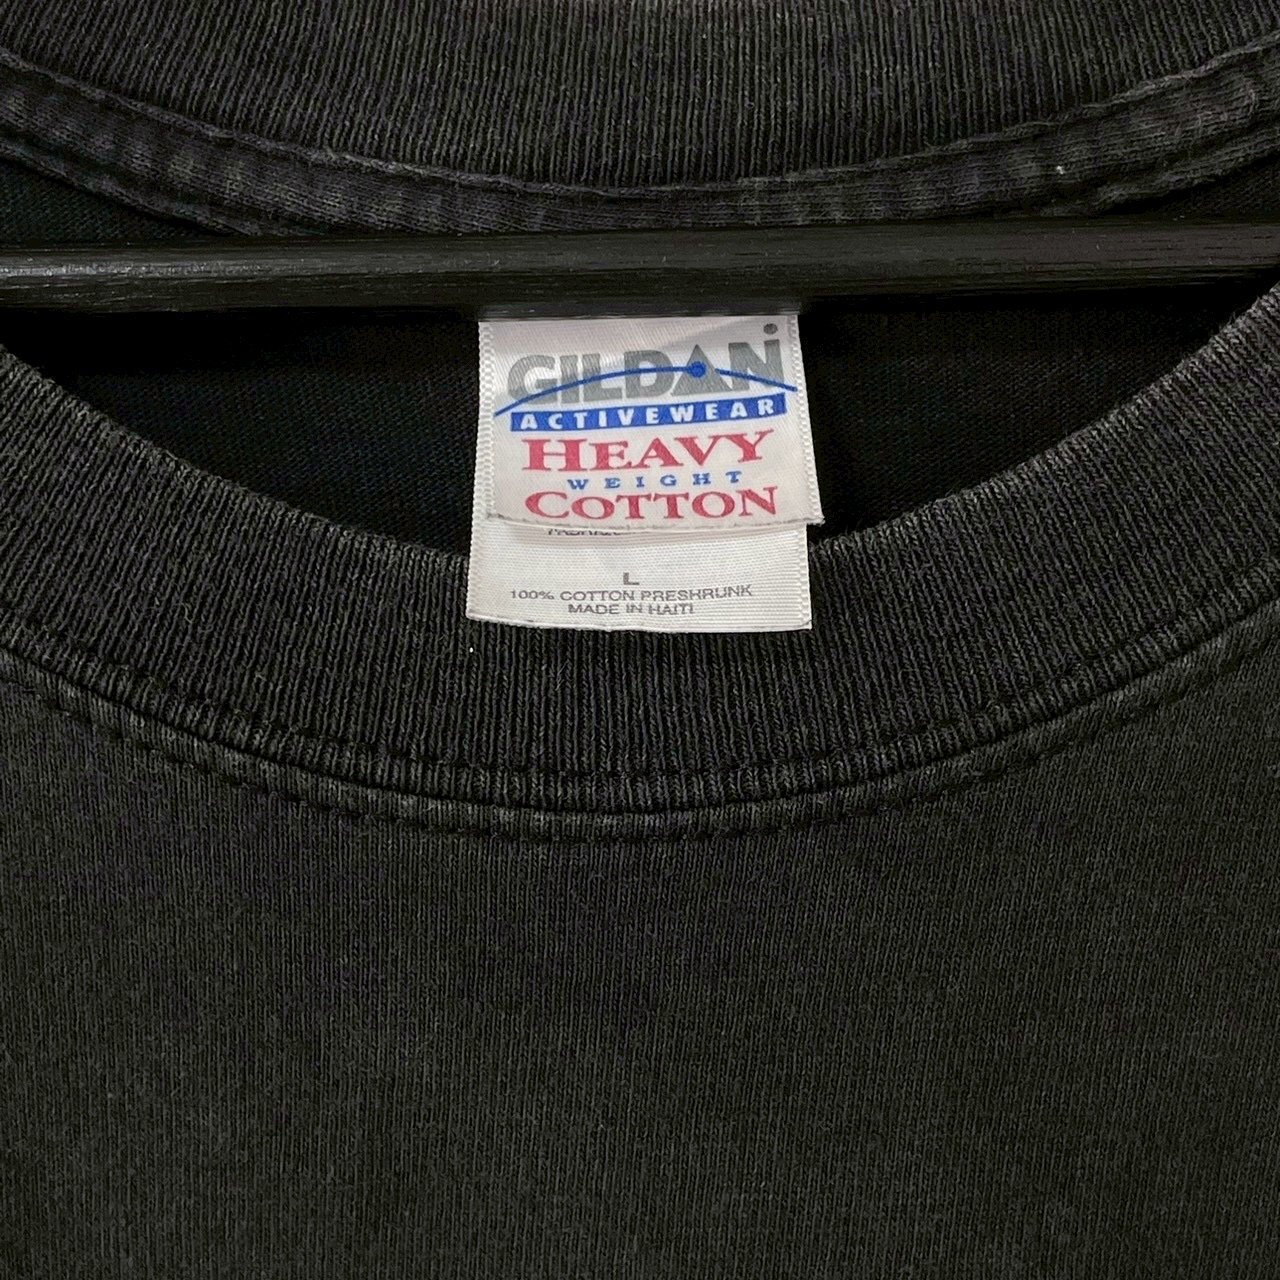 GILDAN
ACTIVEWEAR
HEAVY
WEIGHT
COTTON
L
100% COTTON PRESHRUNK
MADE IN HAITI